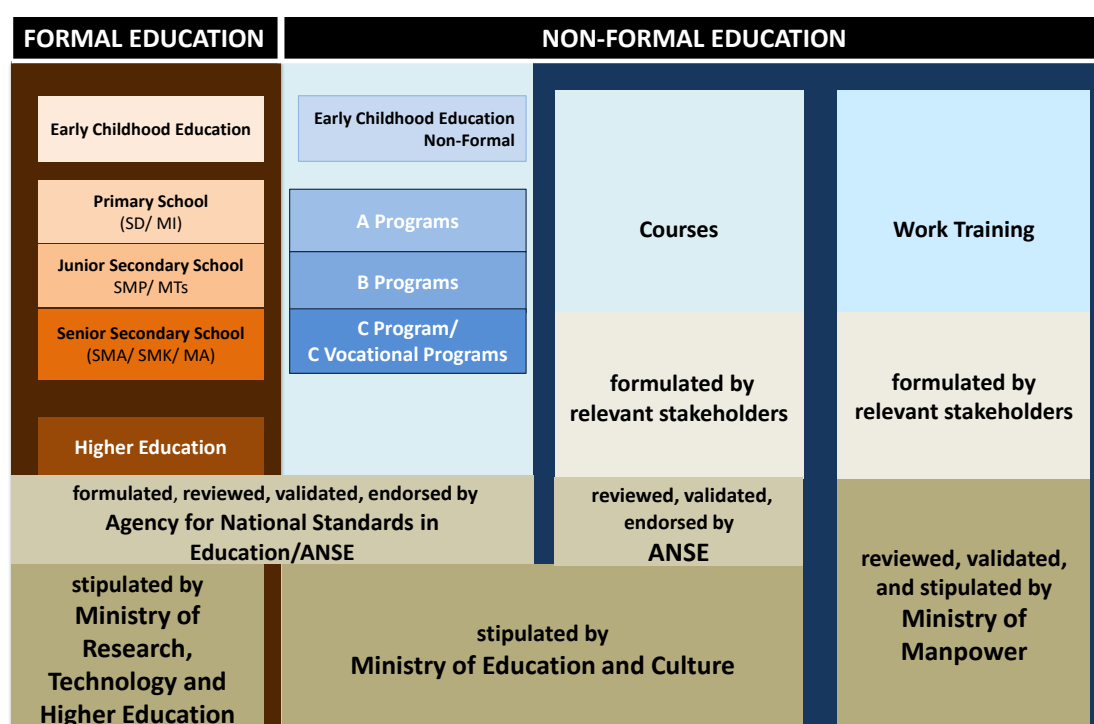 FORMAL EDUCATION
NON-FORMAL EDUCATION
Early Childhood Education
Primary School
(SD/ MI)
Junior Secondary School
SMP/ MTs
Senior Secondary School
(SMA/ SMK/ MA)
Higher Education
Early Childhood Education
Non-Formal
A Programs
B Programs
C Program/
C Vocational Programs
Courses
Work Training
formulated by
relevant stakeholders
formulated by
relevant stakeholders
formulated, reviewed, validated, endorsed by
Agency for National Standards in
Education/ANSE
reviewed, validated,
endorsed by
ANSE
stipulated by
Ministry of
Research,
Technology and
Higher Education
stipulated by
Ministry of Education and Culture
reviewed, validated,
and stipulated by
Ministry of
Manpower